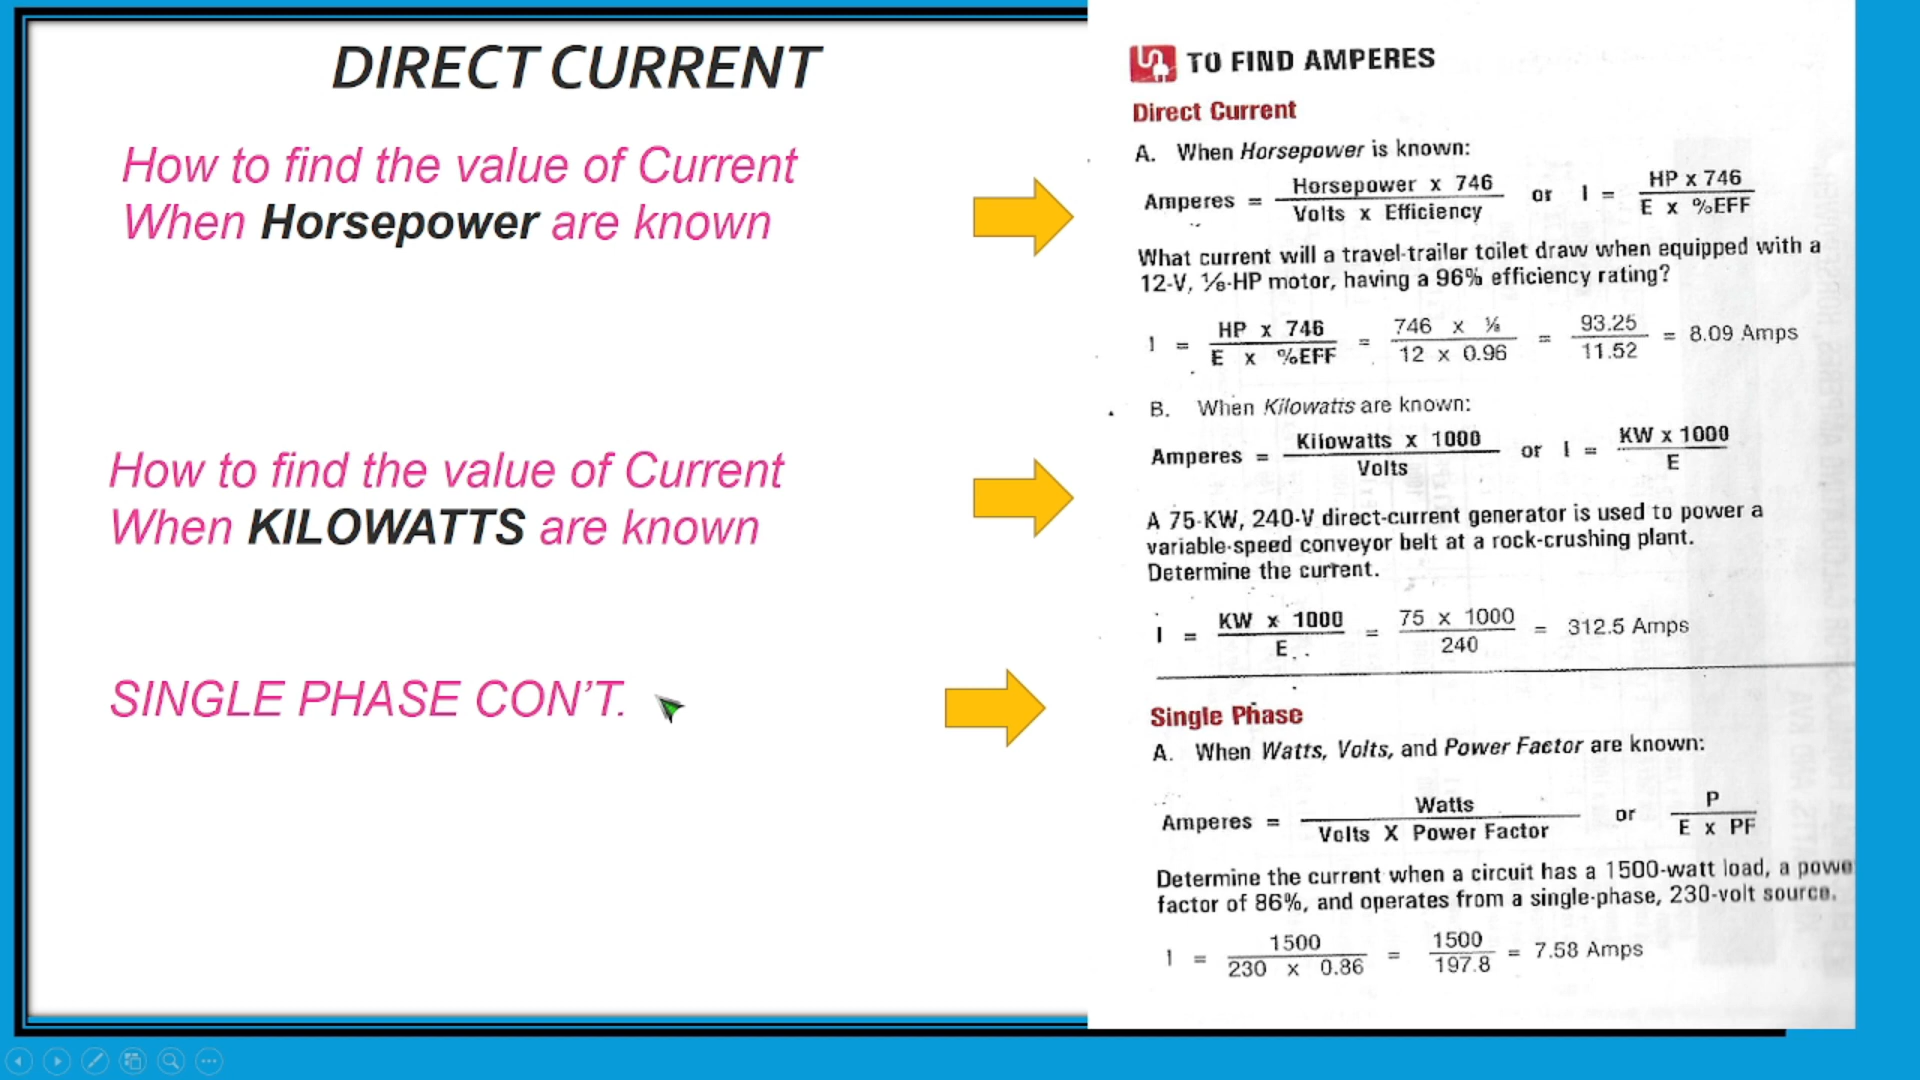 DIRECT CURRENT
How to find the value of Current
When Horsepower are known
How to find the value of Current
When KILOWATTS are known
SINGLE PHASE CON’T.
TO FIND AMPERES
Direct Current
A. When Horsepower is known:
Amperes = Horsepower x 746 / Volts x Efficiency or I = HP x 746 / E x %EFF
What current will a travel-trailer toilet draw when equipped with a
12-V, ⅛-HP motor, having a 96% efficiency rating?
I = HP x 746 / E x %EFF = 746 x ⅛ / 12 x 0.96 = 93.25 / 11.52 = 8.09 Amps
B. When Kilowatts are known:
Amperes = Kilowatts x 1000 / Volts or I = KW x 1000 / E
A 75-KW, 240-V direct-current generator is used to power a
variable-speed conveyor belt at a rock-crushing plant.
Determine the current.
I = KW x 1000 / E = 75 x 1000 / 240 = 312.5 Amps
Single Phase
A. When Watts, Volts, and Power Factor are known:
Amperes = Watts / Volts X Power Factor or P / E x PF
Determine the current when a circuit has a 1500-watt load, a powe
factor of 86%, and operates from a single-phase, 230-volt source.
I = 1500 / 230 x 0.86 = 1500 / 197.8 = 7.58 Amps